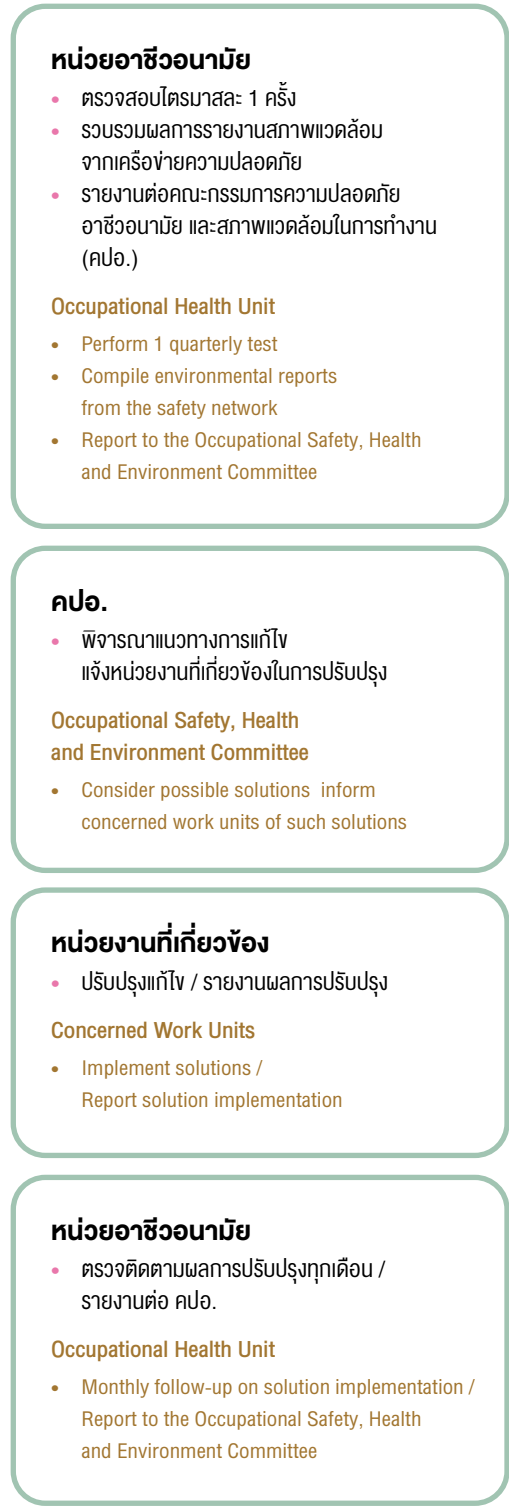 หน่วยอาชีวอนามัย
• ตรวจสอบไตรมาสละ 1 ครั้ง
• รวบรวมผลการรายงานสภาพแวดล้อม
จากเครือข่ายความปลอดภัย
• รายงานต่อคณะกรรมการความปลอดภัย
อาชีวอนามัย และสภาพแวดล้อมในการทำงาน
(คปอ.)
Occupational Health Unit
• Perform 1 quarterly test
• Compile environmental reports
from the safety network
• Report to the Occupational Safety, Health
and Environment Committee
คปอ.
• พิจารณาแนวทางการแก้ไข
แจ้งหน่วยงานที่เกี่ยวข้องในการปรับปรุง
Occupational Safety, Health
and Environment Committee
• Consider possible solutions inform
concerned work units of such solutions
หน่วยงานที่เกี่ยวข้อง
• ปรับปรุงแก้ไข / รายงานผลการปรับปรุง
Concerned Work Units
• Implement solutions /
Report solution implementation
หน่วยอาชีวอนามัย
• ตรวจติดตามผลการปรับปรุงทุกเดือน /
รายงานต่อ คปอ.
Occupational Health Unit
• Monthly follow-up on solution implementation /
Report to the Occupational Safety, Health
and Environment Committee